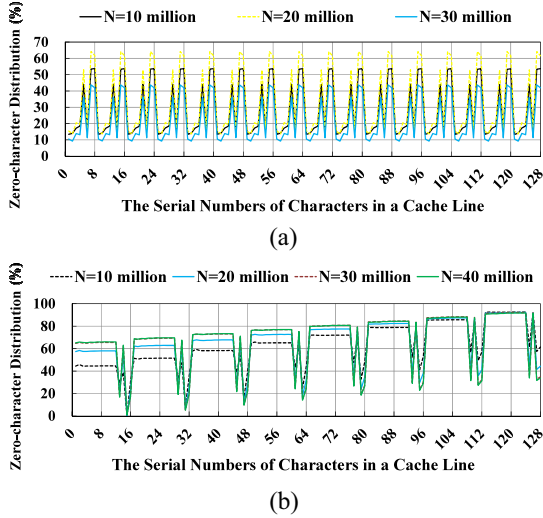 N=10 million N=20 million N=30 million
Zero-character Distribution (%)
70
60
50
40
30
20
10
0
0 8 16 24 32 40 48 56 64 72 80 88 96 104 112 120 128
The Serial Numbers of Characters in a Cache Line
(a)
N=10 million N=20 million N=30 million N=40 million
Zero-character Distribution (%)
100
80
60
40
20
0
0 8 16 24 32 40 48 56 64 72 80 88 96 104 112 120 128
The Serial Numbers of Characters in a Cache Line
(b)